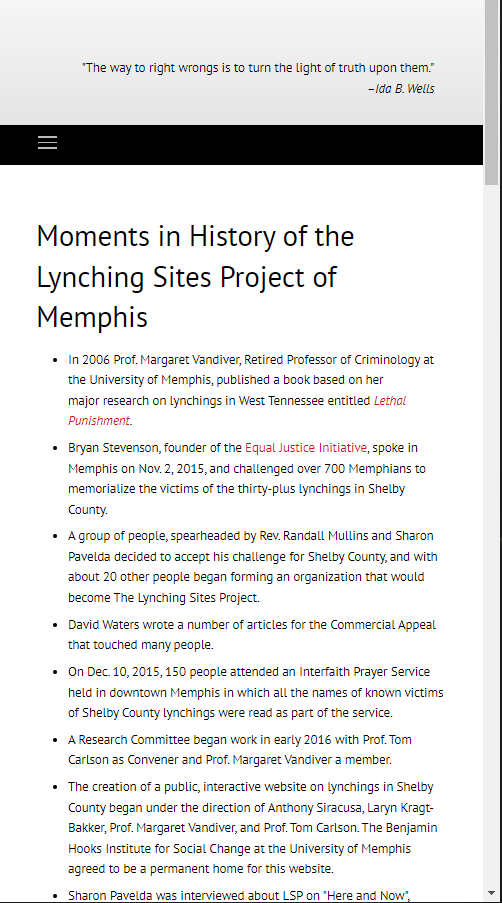 "The way to right wrongs is to turn the light of truth upon them."
–Ida B. Wells
Moments in History of the
Lynching Sites Project of
Memphis
• In 2006 Prof. Margaret Vandiver, Retired Professor of Criminology at
the University of Memphis, published a book based on her
major research on lynchings in West Tennessee entitled Lethal
Punishment.
• Bryan Stevenson, founder of the Equal Justice Initiative, spoke in
Memphis on Nov. 2, 2015, and challenged over 700 Memphians to
memorialize the victims of the thirty-plus lynchings in Shelby
County.
• A group of people, spearheaded by Rev. Randall Mullins and Sharon
Pavelda decided to accept his challenge for Shelby County, and with
about 20 other people began forming an organization that would
become The Lynching Sites Project.
• David Waters wrote a number of articles for the Commercial Appeal
that touched many people.
• On Dec. 10, 2015, 150 people attended an Interfaith Prayer Service
held in downtown Memphis in which all the names of known victims
of Shelby County lynchings were read as part of the service.
• A Research Committee began work in early 2016 with Prof. Tom
Carlson as Convener and Prof. Margaret Vandiver a member.
• The creation of a public, interactive website on lynchings in Shelby
County began under the direction of Anthony Siracusa, Laryn Kragt-
Bakker, Prof. Margaret Vandiver, and Prof. Tom Carlson. The Benjamin
Hooks Institute for Social Change at the University of Memphis
agreed to be a permanent home for this website.
• Sharon Pavelda was interviewed about LSP on "Here and Now",